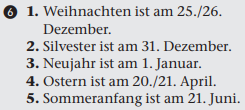 6 1. Weihnachten ist am 25./26.
Dezember.
2. Silvester ist am 31. Dezember.
3. Neujahr ist am 1. Januar.
4. Ostern ist am 20./21. April.
5. Sommeranfang ist am 21. Juni.